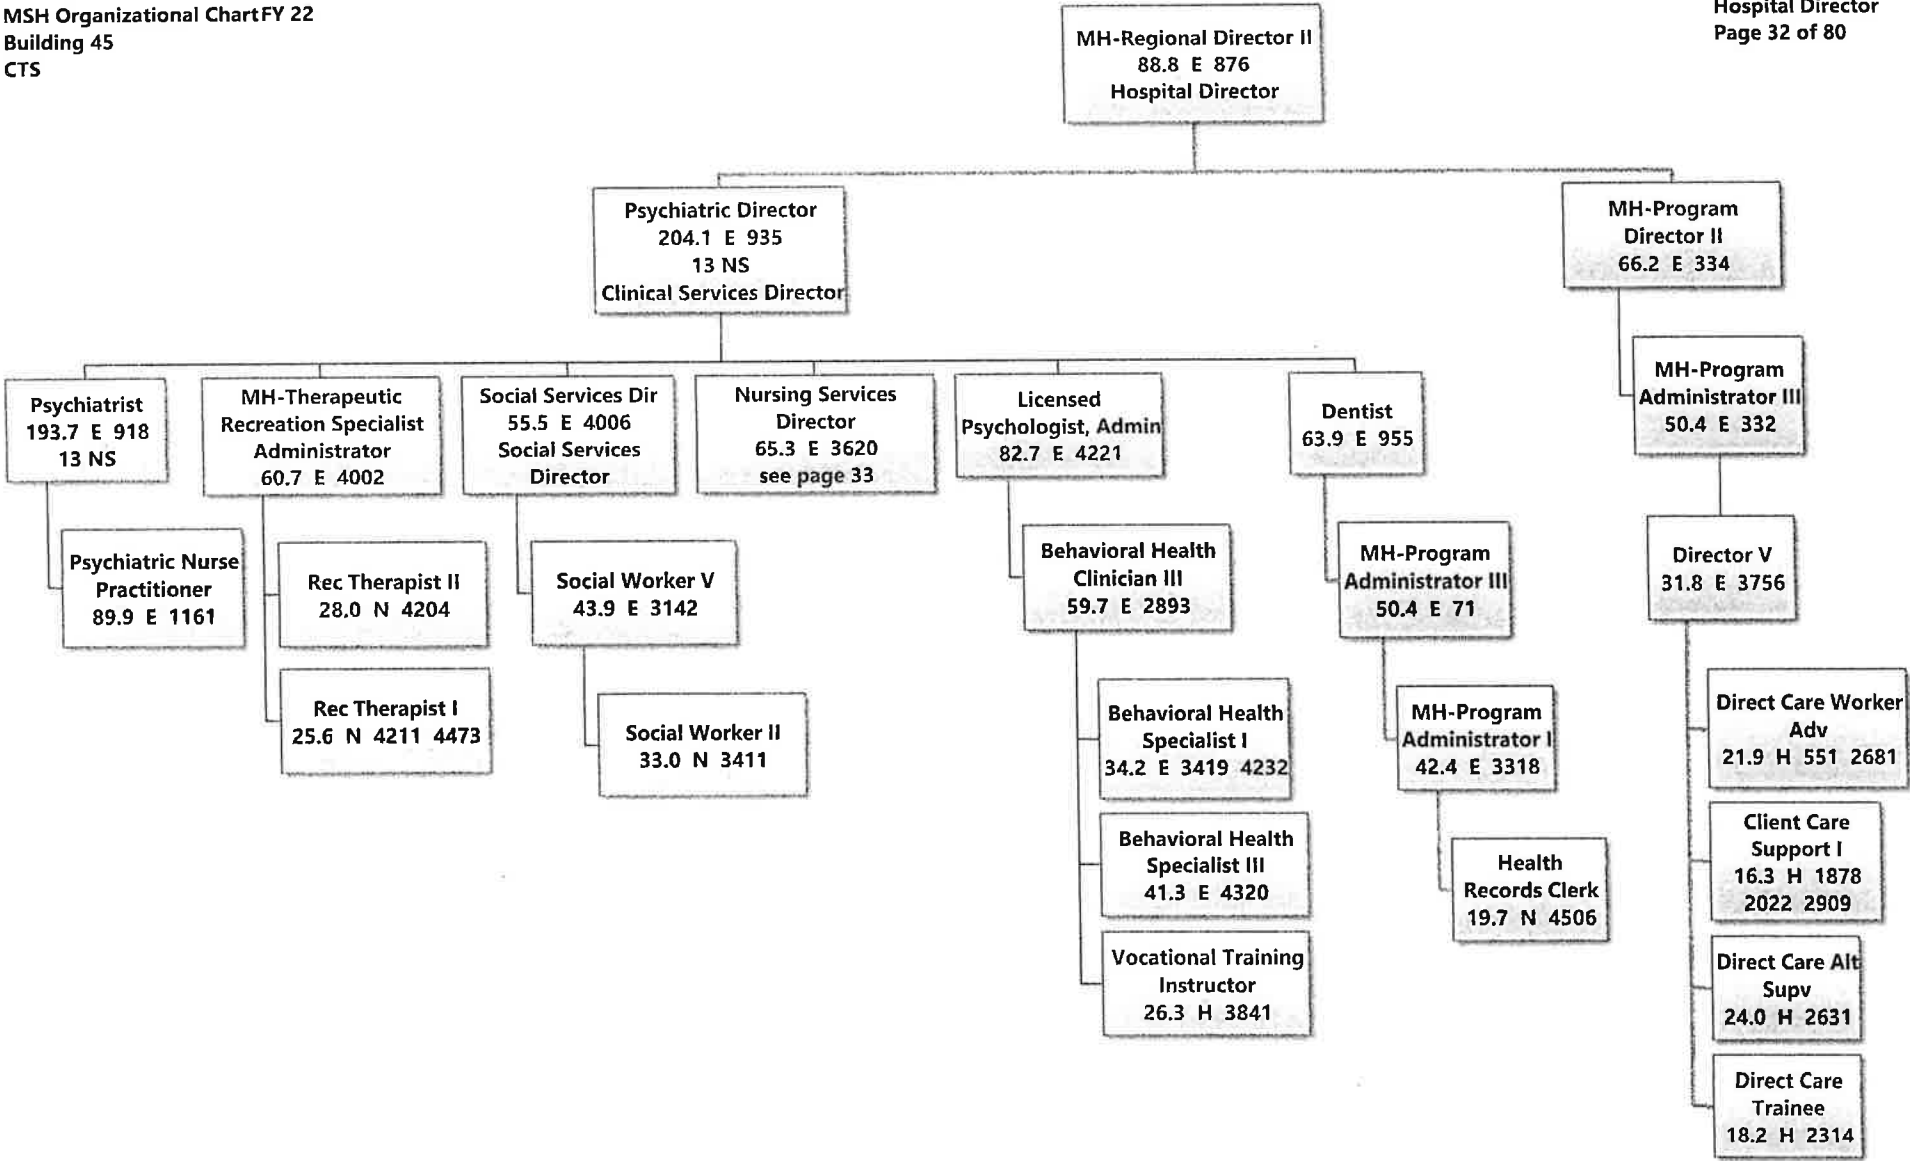 MSH Organizational Chart FY 22
Building 45
CTS
Hospital Director
Page 32 of 80
MH-Regional Director II
88.8 E 876
Hospital Director
Psychiatric Director
204.1 E 935
13 NS
Clinical Services Director
MH-Program
Director II
66.2 E 334
MH-Program
Administrator III
50.4 E 332
Psychiatrist
193.7 E 918
13 NS
MH-Therapeutic
Recreation Specialist
Administrator
60.7 E 4002
Social Services Dir
55.5 E 4006
Social Services
Director
Nursing Services
Director
65.3 E 3620
see page 33
Licensed
Psychologist, Admin
82.7 E 4221
Dentist
63.9 E 955
Psychiatric Nurse
Practitioner
89.9 E 1161
Rec Therapist II
28.0 N 4204
Rec Therapist I
25.6 N 4211 4473
Social Worker V
43.9 E 3142
Social Worker II
33.0 N 3411
Behavioral Health
Clinician III
59.7 E 2893
Behavioral Health
Specialist I
34.2 E 3419 4232
Behavioral Health
Specialist III
41.3 E 4320
Vocational Training
Instructor
26.3 H 3841
MH-Program
Administrator III
50.4 E 71
MH-Program
Administrator I
42.4 E 3318
Health
Records Clerk
19.7 N 4506
Director V
31.8 E 3756
Direct Care Worker
Adv
21.9 H 551 2681
Client Care
Support I
16.3 H 1878
2022 2909
Direct Care Alt
Supv
24.0 H 2631
Direct Care
Trainee
18.2 H 2314